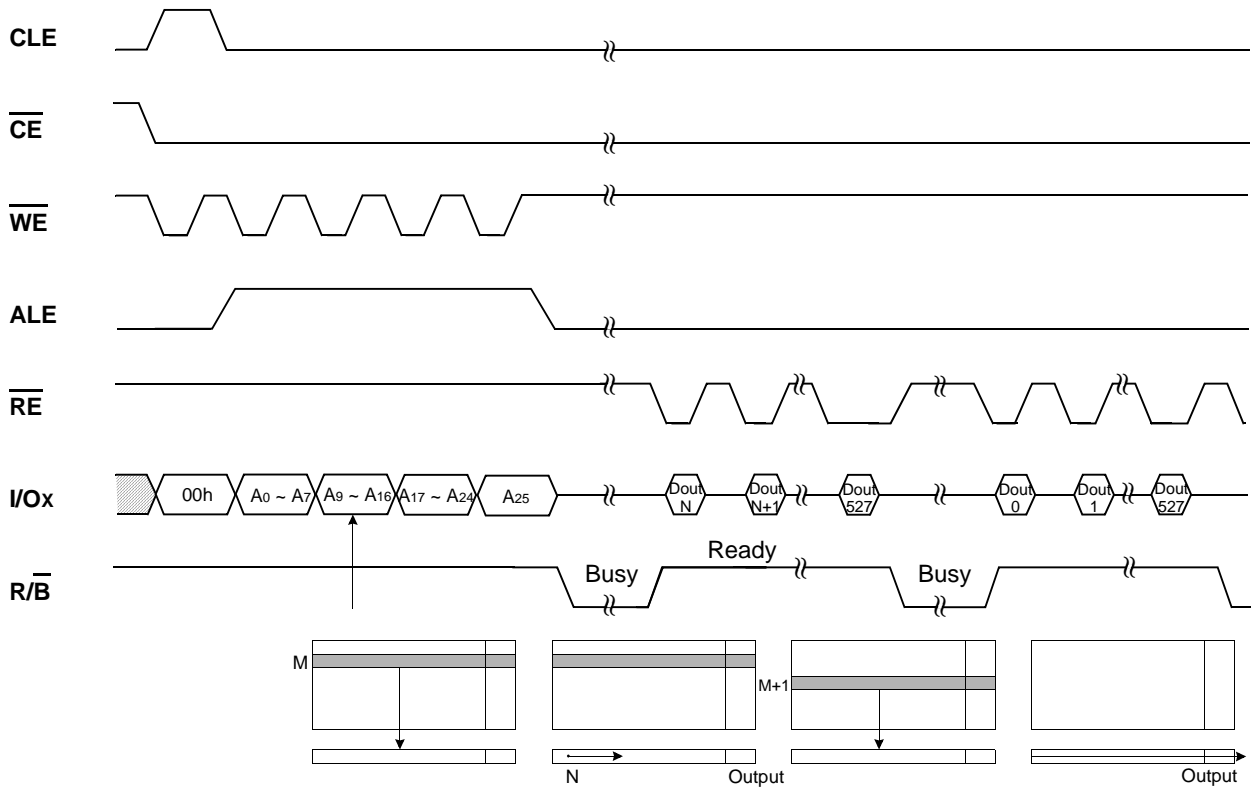 CLE
CE
WE
ALE
RE
I/Ox 00h A0 ~ A7 A9 ~ A16 A17 ~ A24 A25 Dout N Dout N+1 Dout 527 Dout 0 Dout 1 Dout 527
R/B Busy Ready Busy
M M+1
N Output Output